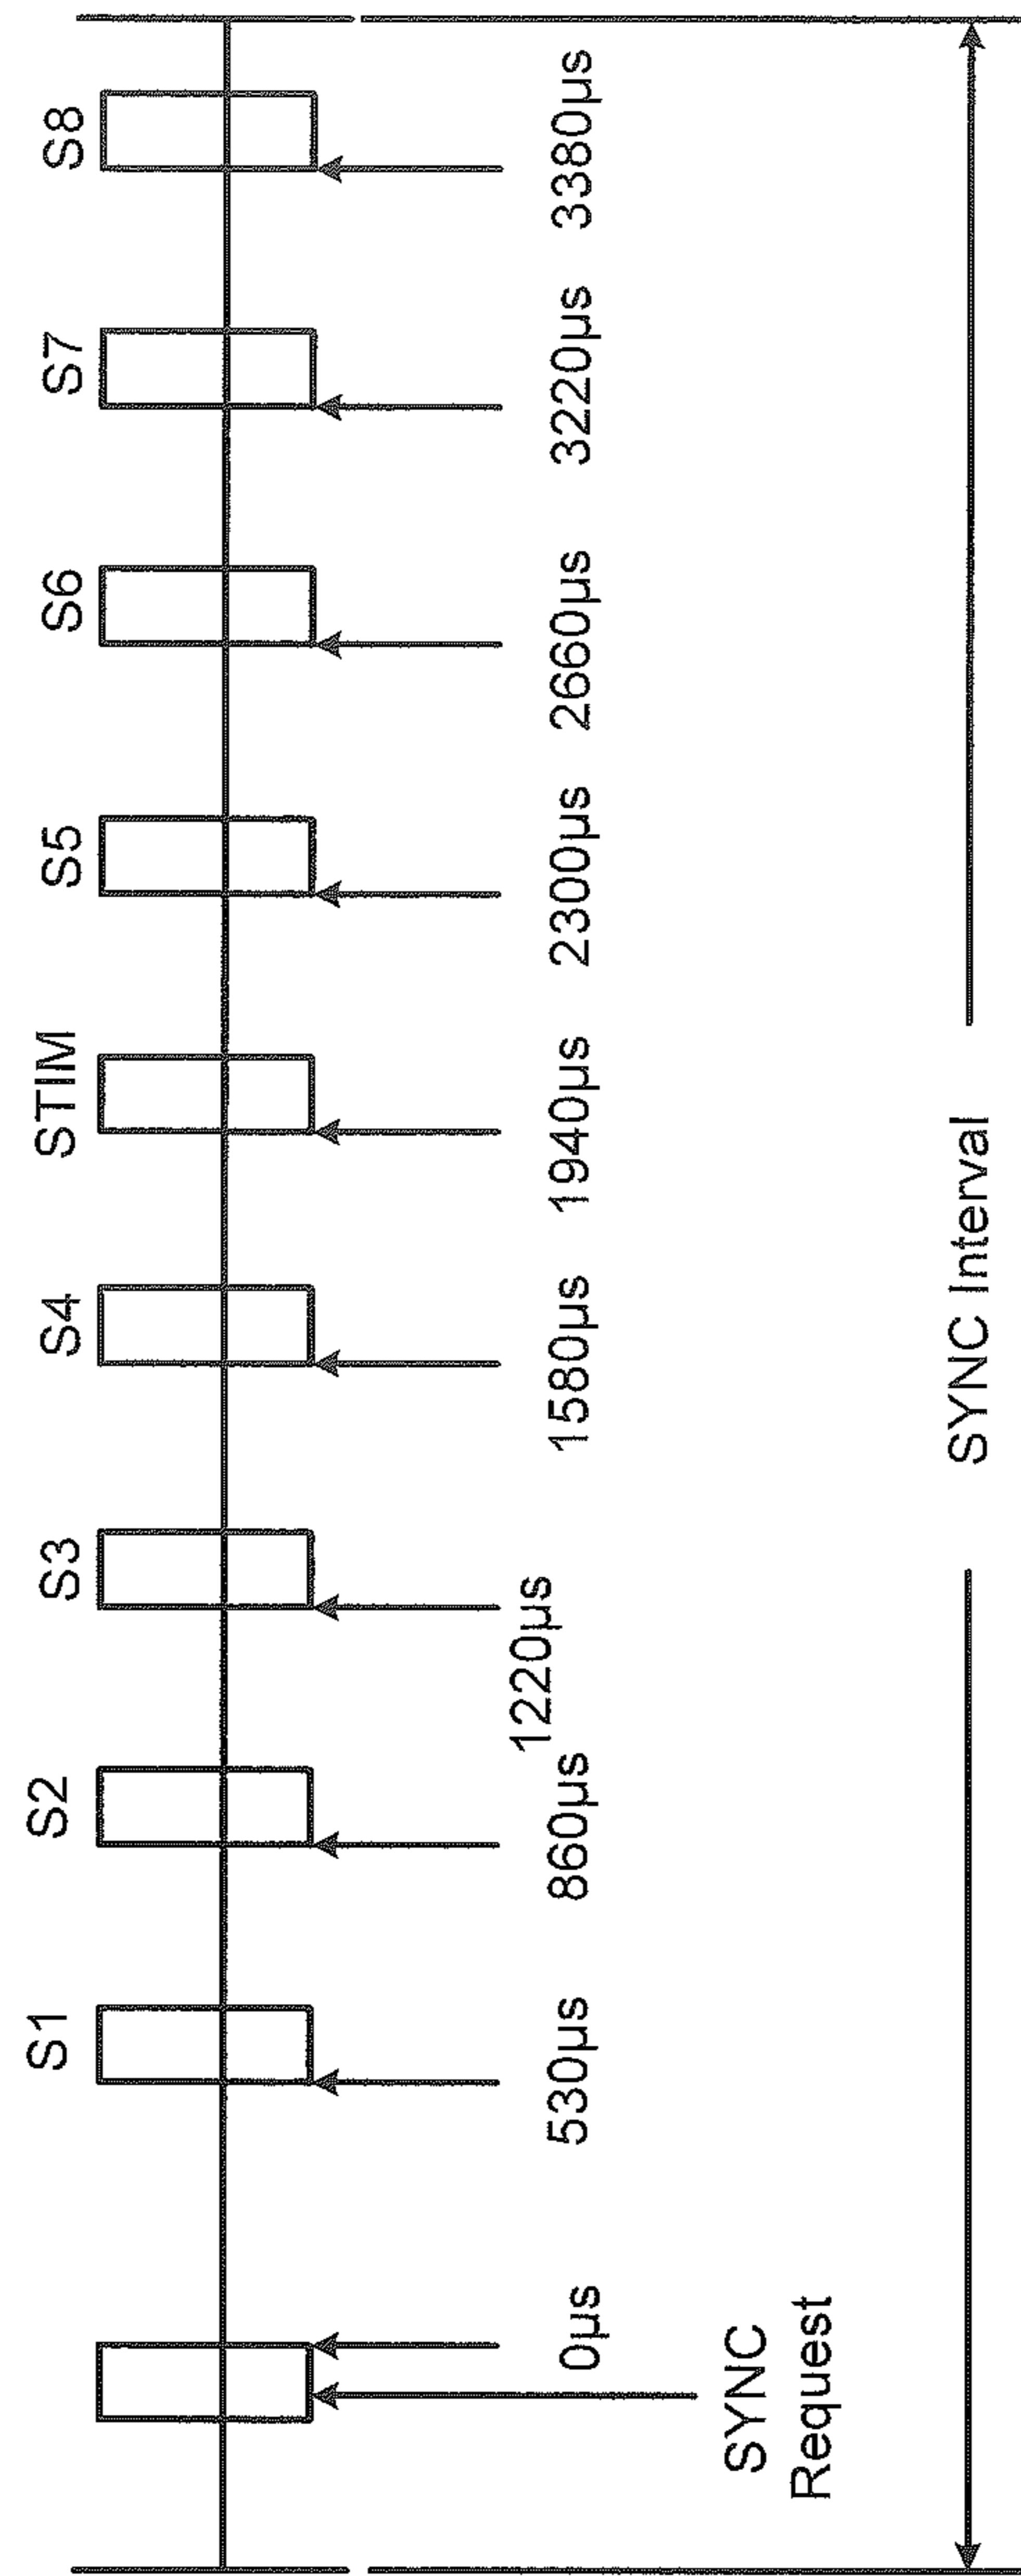 S1
S2
S3
S4
STIM
S5
S6
S7
S8
0µs
530µs
860µs
1220µs
1580µs
1940µs
2300µs
2660µs
3220µs
3380µs
SYNC
Request
SYNC Interval